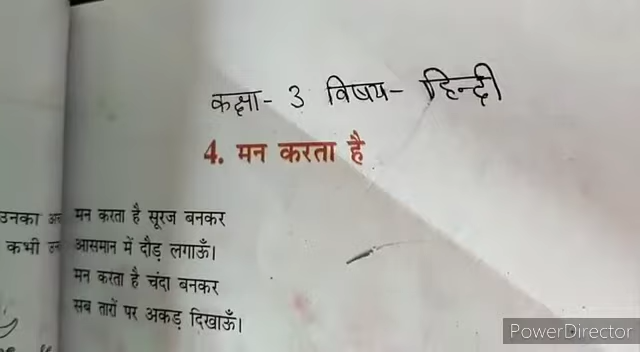 कक्षा- 3 विषय- हिन्दी
4. मन करता है
उनका
कभी
मन करता है सूरज बनकर
आसमान में दौड़ लगाऊँ।
मन करता है चंदा बनकर
सब तारों पर अकड़ दिखाऊँ।
PowerDirector